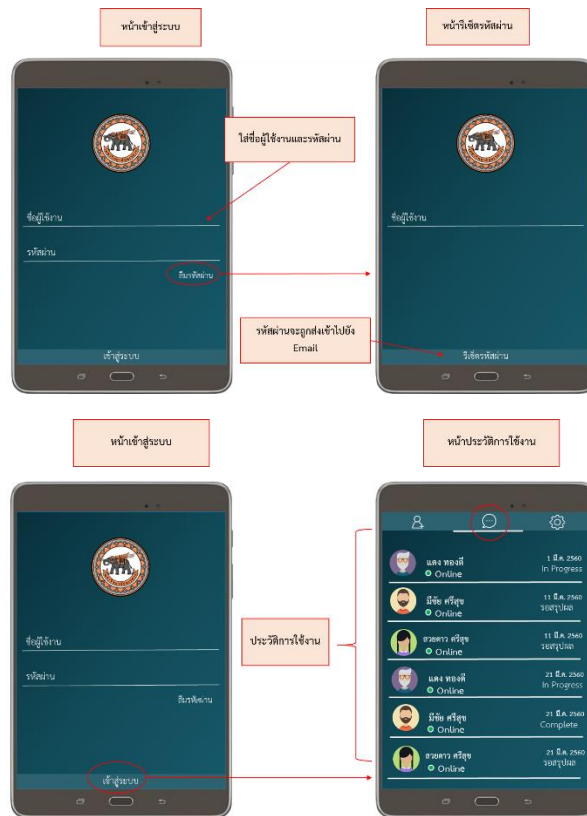 หน้าเข้าสู่ระบบ
หน้ารีเซ็ตรหัสผ่าน
ใส่ชื่อผู้ใช้งานและรหัสผ่าน
ชื่อผู้ใช้งาน
รหัสผ่าน
ลืมรหัสผ่าน
เข้าสู่ระบบ
ชื่อผู้ใช้งาน
รหัสผ่านจะถูกส่งเข้าไปยัง
Email
รีเซ็ตรหัสผ่าน
หน้าเข้าสู่ระบบ
หน้าประวัติการใช้งาน
ชื่อผู้ใช้งาน
รหัสผ่าน
ลืมรหัสผ่าน
เข้าสู่ระบบ
ประวัติการใช้งาน
แดง ทองดี
Online
1 มี.ค. 2560
In Progress
มีชัย ศรีสุข
Online
11 มี.ค. 2560
รอสรุปผล
สวยดาว ศรีสุข
Online
11 มี.ค. 2560
รอสรุปผล
แดง ทองดี
Online
21 มี.ค. 2560
In Progress
มีชัย ศรีสุข
Online
21 มี.ค. 2560
Complete
สวยดาว ศรีสุข
Online
21 มี.ค. 2560
รอสรุปผล